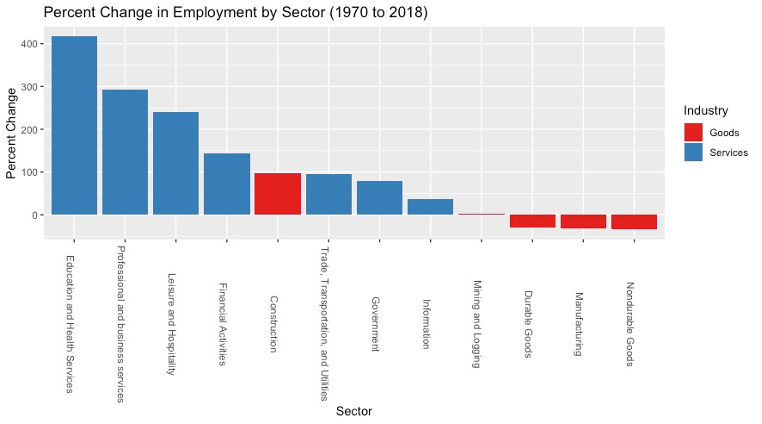 Percent Change in Employment by Sector (1970 to 2018)
Percent Change
400
300
200
100
0
Education and Health Services
Professional and business services
Leisure and Hospitality
Financial Activities
Construction
Trade, Transportation, and Utilities
Government
Information
Mining and Logging
Durable Goods
Manufacturing
Nondurable Goods
Sector
Industry
Goods
Services